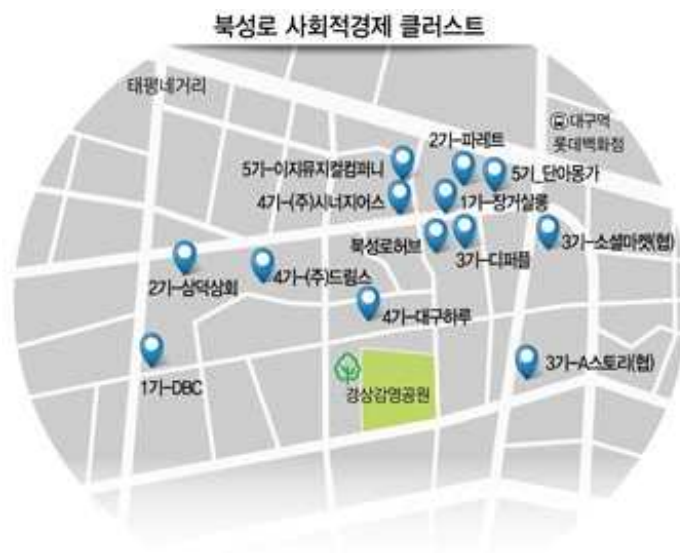 북성로 사회적경제 클러스트
태평네거리
대구역
롯데백화점
2기-파레트
5기-이지뮤지컬컴퍼니
5기_단아몽가
4기-(주)시너지어스
1기-장거살롱
북성로허브
3기-디퍼플
3기-소셜마켓(협)
2기-삼덕상회
4기-(주)드림스
4기-대구하루
1기-DBC
3기-A스토리(협)
경상감영공원